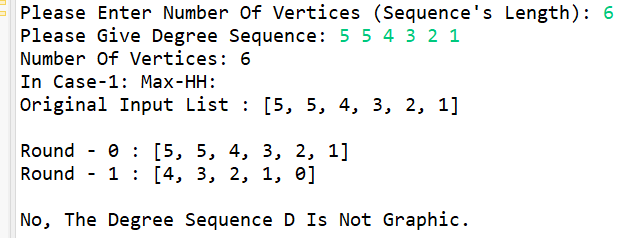 Please Enter Number Of Vertices (Sequence's Length): 6
Please Give Degree Sequence: 5 5 4 3 2 1
Number Of Vertices: 6
In Case-1: Max-HH:
Original Input List : [5, 5, 4, 3, 2, 1]
Round - 0 : [5, 5, 4, 3, 2, 1]
Round - 1 : [4, 3, 2, 1, 0]
No, The Degree Sequence D Is Not Graphic.